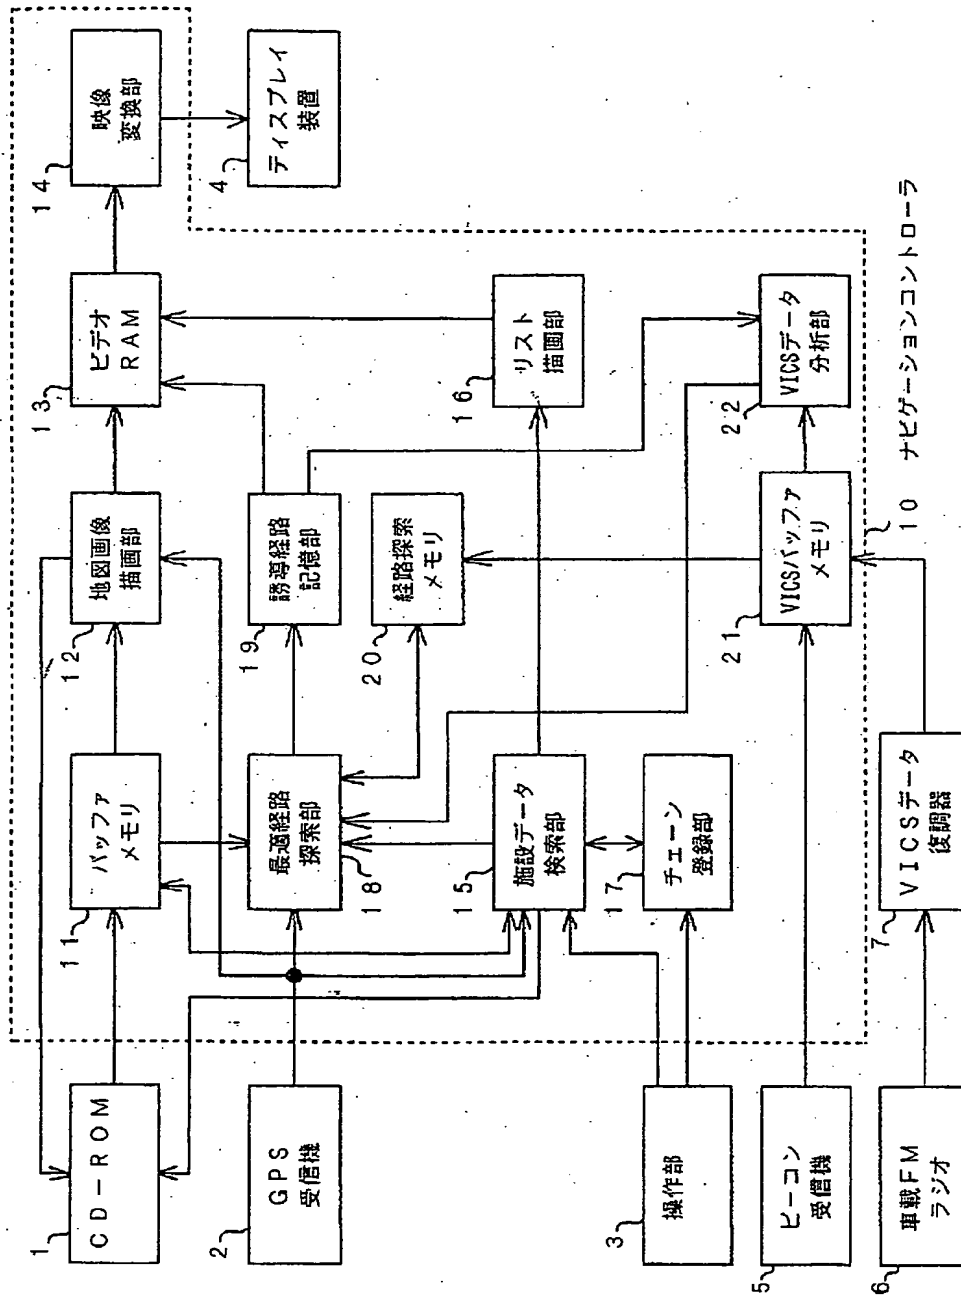 1
CD-ROM
2
GPS
受信機
3
操作部
5
ビーコン
受信機
6
車載FM
ラジオ
7
VICSデータ
復調器
11
バッファ
メモリ
12
地図画像
描画部
13
ビデオ
RAM
14
映像
変換部
4
ディスプレイ
装置
18
最適経路
探索部
19
誘導経路
記憶部
20
経路探索
メモリ
15
施設データ
検索部
16
リスト
描画部
17
チェーン
登録部
21
VICSバッファ
メモリ
22
VICSデータ
分析部
10 ナビゲーションコントローラ